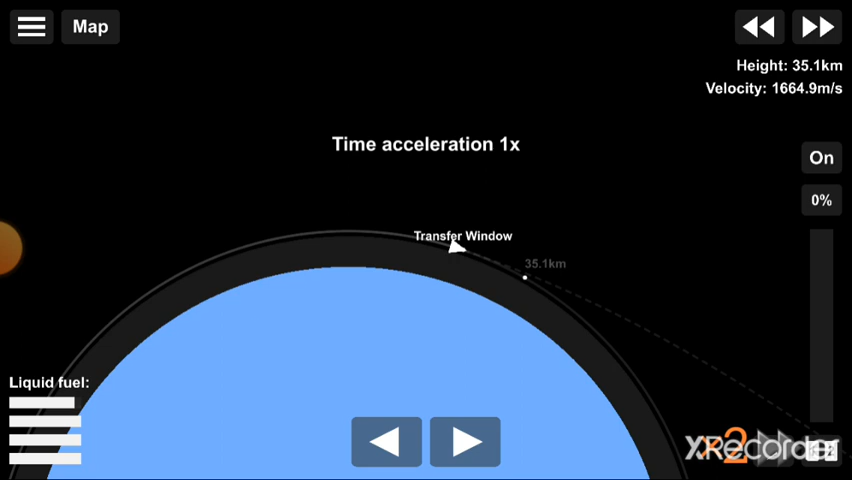 Map
Height: 35.1km
Velocity: 1664.9m/s
Time acceleration 1x
On
0%
Transfer Window
35.1km
Liquid fuel:
XRecorder